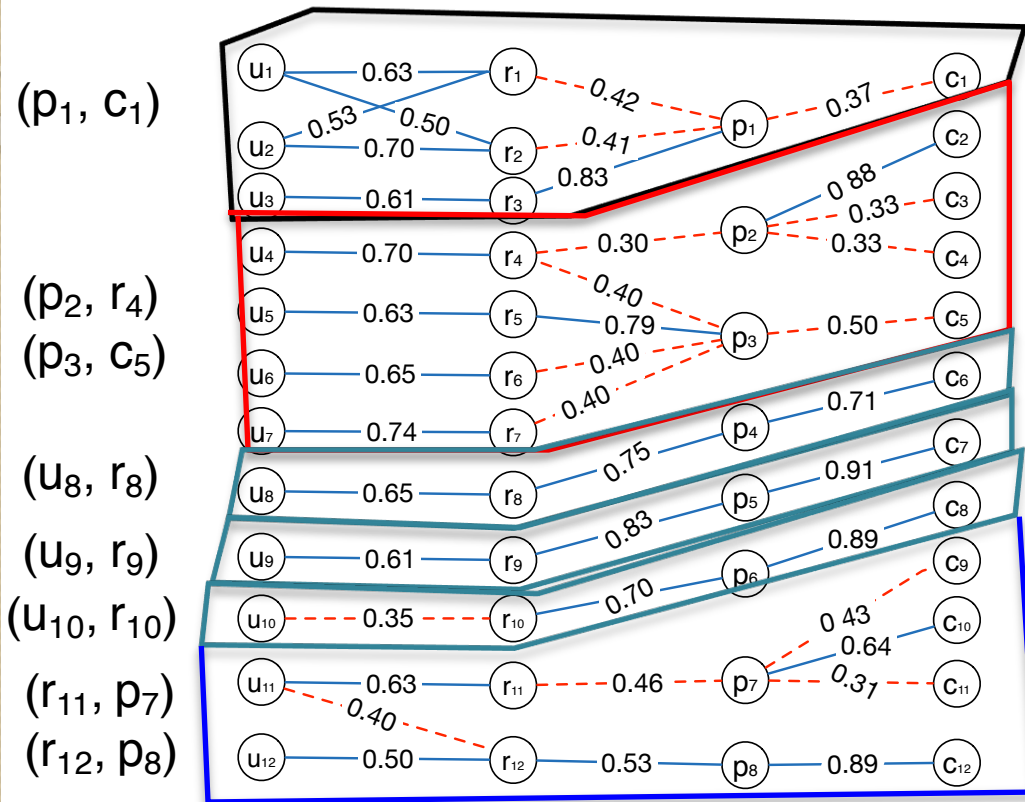 (p1, c1)
u1 0.63 r1 0.42 0.37 c1
u2 0.53 0.50 0.70 r2 0.41 p1 c2
u3 0.61 r3 0.83 0 88
u4 0.70 r4 0.30 p2 0.33 c3
0.40 0.33 c4
(p2, r4)
(p3, c5)
u5 0.63 r5 0.79 p3 0.50 c5
u6 0.65 r6 0.40
u7 0.74 r7 0.40
(u8, r8)
u8 0.65 r8 0.75 p4 0.71 c6
(u9, r9)
u9 0.61 r9 0.83 p5 0.91 c7
(u10, r10)
u10 0.35 r10 0.70 p6 0.89 c8
(r11, p7)
u11 0.63 r11 0.46 p7 0 43 c9
0.64 c10
0.40 0.31 c11
(r12, p8)
u12 0.50 r12 0.53 p8 0.89 c12